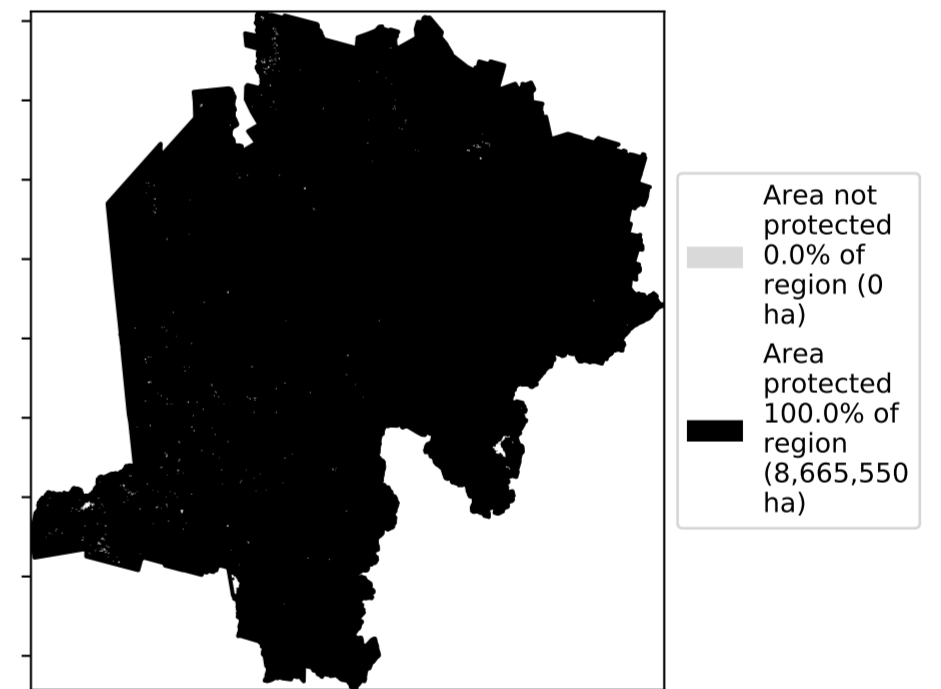 Area not
protected
0.0% of
region (0
ha)
Area
protected
100.0% of
region
(8,665,550
ha)